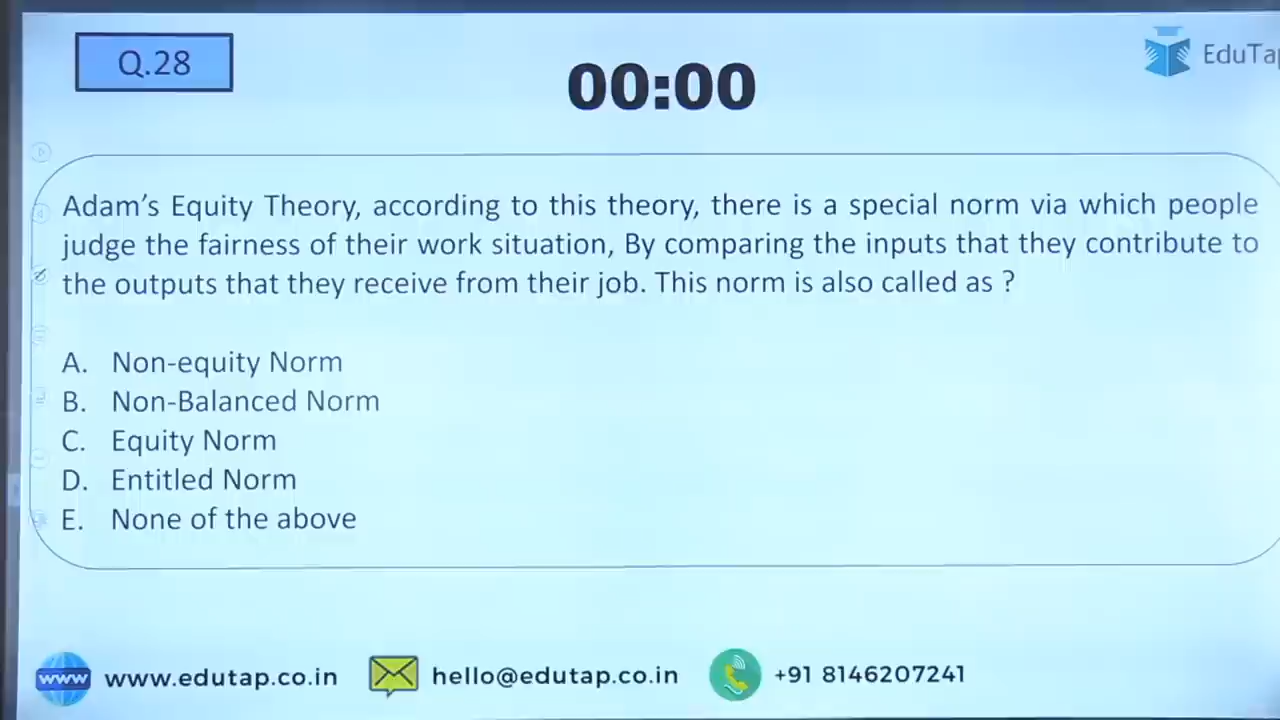 Q.28
00:00
EduTa
Adam's Equity Theory, according to this theory, there is a special norm via which people
judge the fairness of their work situation, By comparing the inputs that they contribute to
the outputs that they receive from their job. This norm is also called as ?
A. Non-equity Norm
B. Non-Balanced Norm
C. Equity Norm
D. Entitled Norm
E. None of the above
www
www.edutap.co.in
hello@edutap.co.in
+91 8146207241